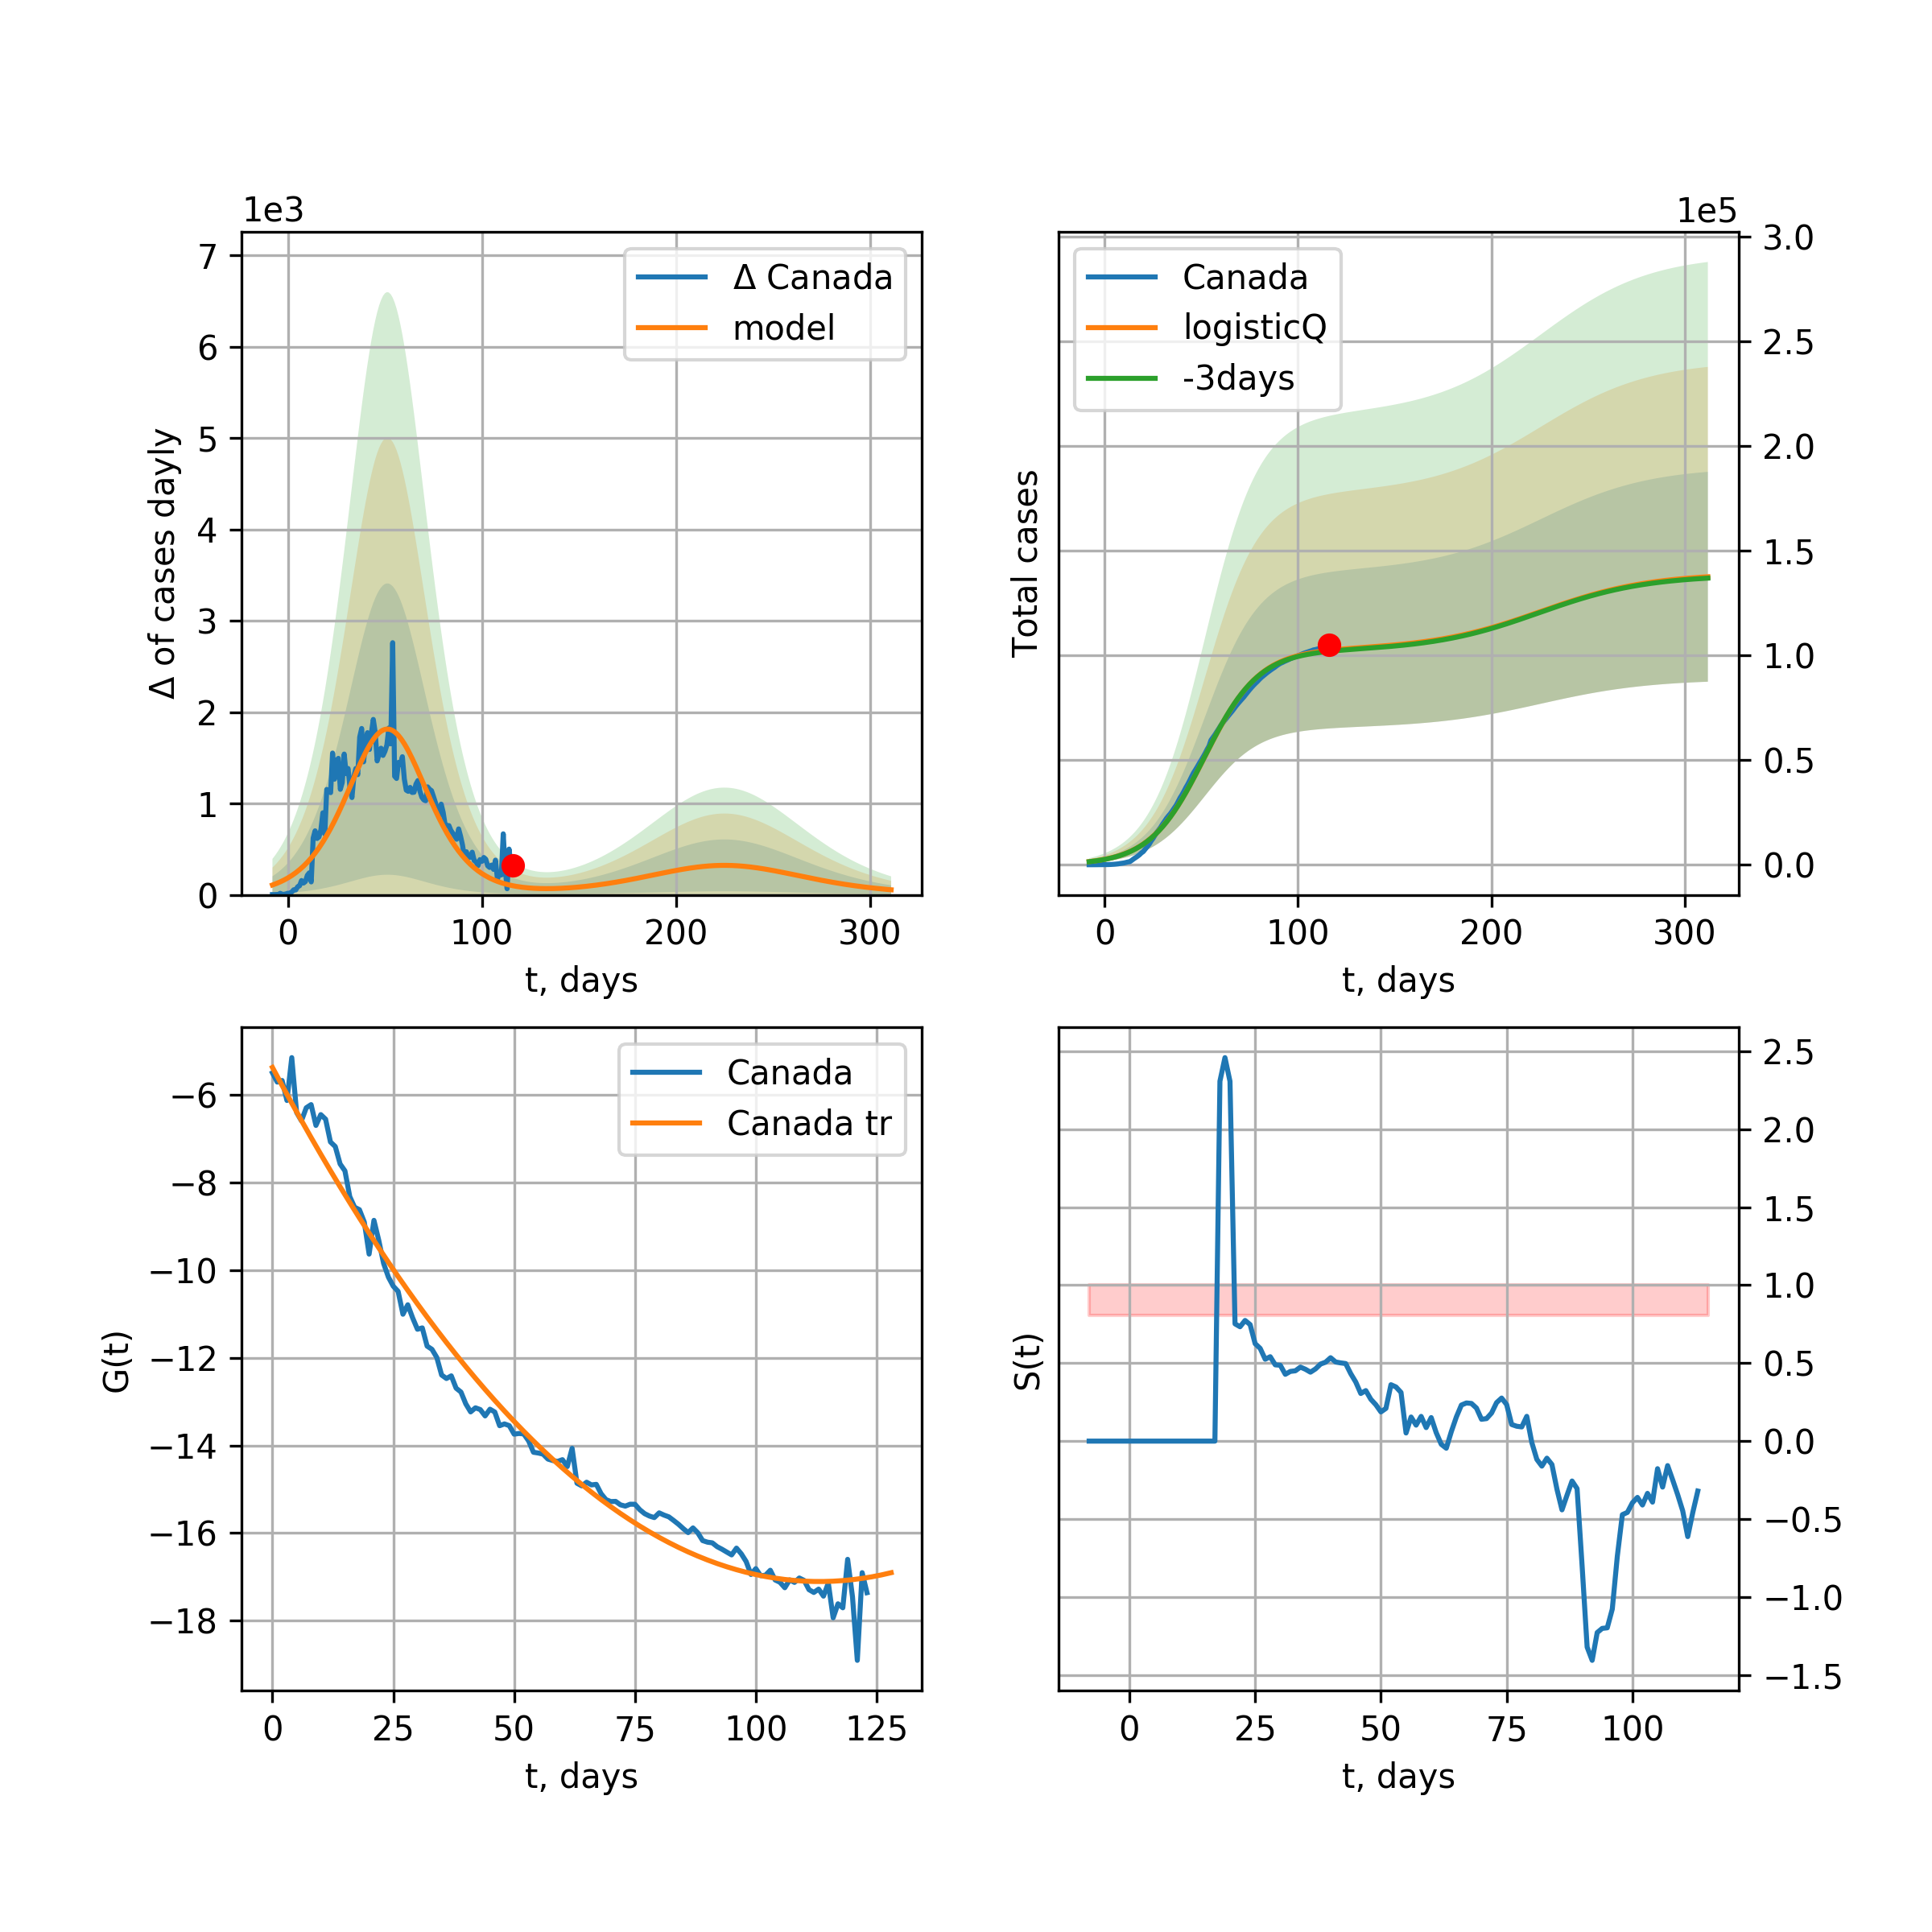 1e3
7
6
5
4
3
2
1
0
Δ of cases dayly
0 100 200 300
t, days
Δ Canada
model
1e5
3.0
2.5
2.0
1.5
1.0
0.5
0.0
Total cases
0 100 200 300
t, days
Canada
logisticQ
-3days
−6
−8
−10
−12
−14
−16
−18
G(t)
0 25 50 75 100 125
t, days
Canada
Canada tr
2.5
2.0
1.5
1.0
0.5
0.0
−0.5
−1.0
−1.5
S(t)
0 25 50 75 100
t, days